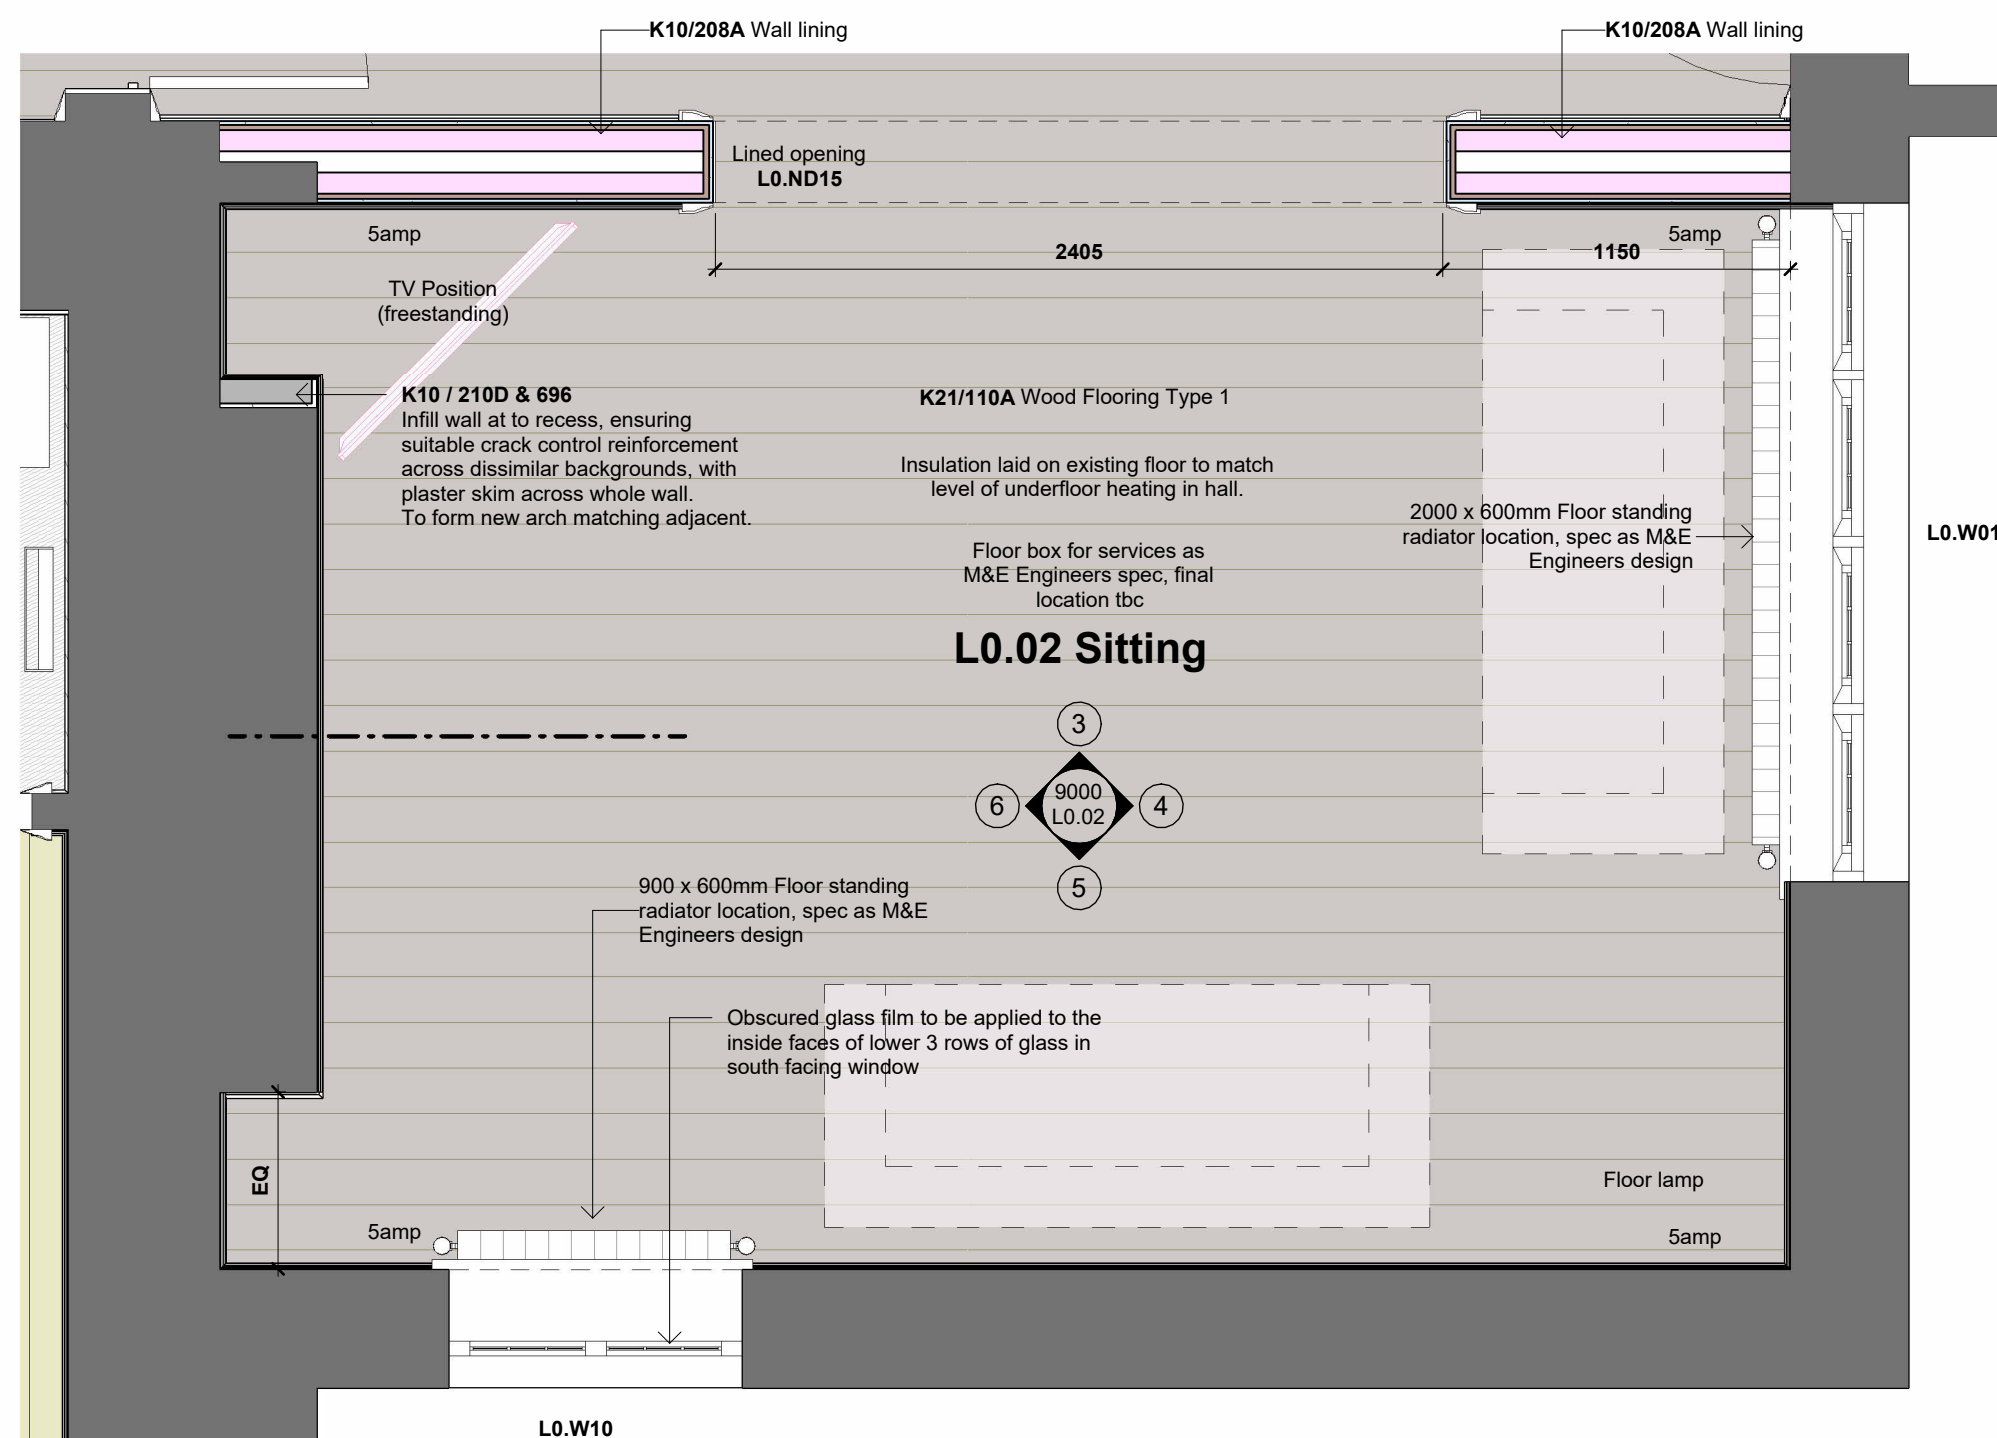 K10/208A Wall lining
K10/208A Wall lining
Lined opening
L0.ND15
5amp
5amp
2405
1150
TV Position
(freestanding)
K10 / 210D & 696
Infill wall at to recess, ensuring
suitable crack control reinforcement
across dissimilar backgrounds, with
plaster skim across whole wall.
To form new arch matching adjacent.
K21/110A Wood Flooring Type 1
Insulation laid on existing floor to match
level of underfloor heating in hall.
2000 x 600mm Floor standing
radiator location, spec as M&E
Engineers design
L0.W01
Floor box for services as
M&E Engineers spec, final
location tbc
L0.02 Sitting
3
6
9000
L0.02
4
5
900 x 600mm Floor standing
radiator location, spec as M&E
Engineers design
Obscured glass film to be applied to the
inside faces of lower 3 rows of glass in
south facing window
EQ
Floor lamp
5amp
5amp
L0.W10